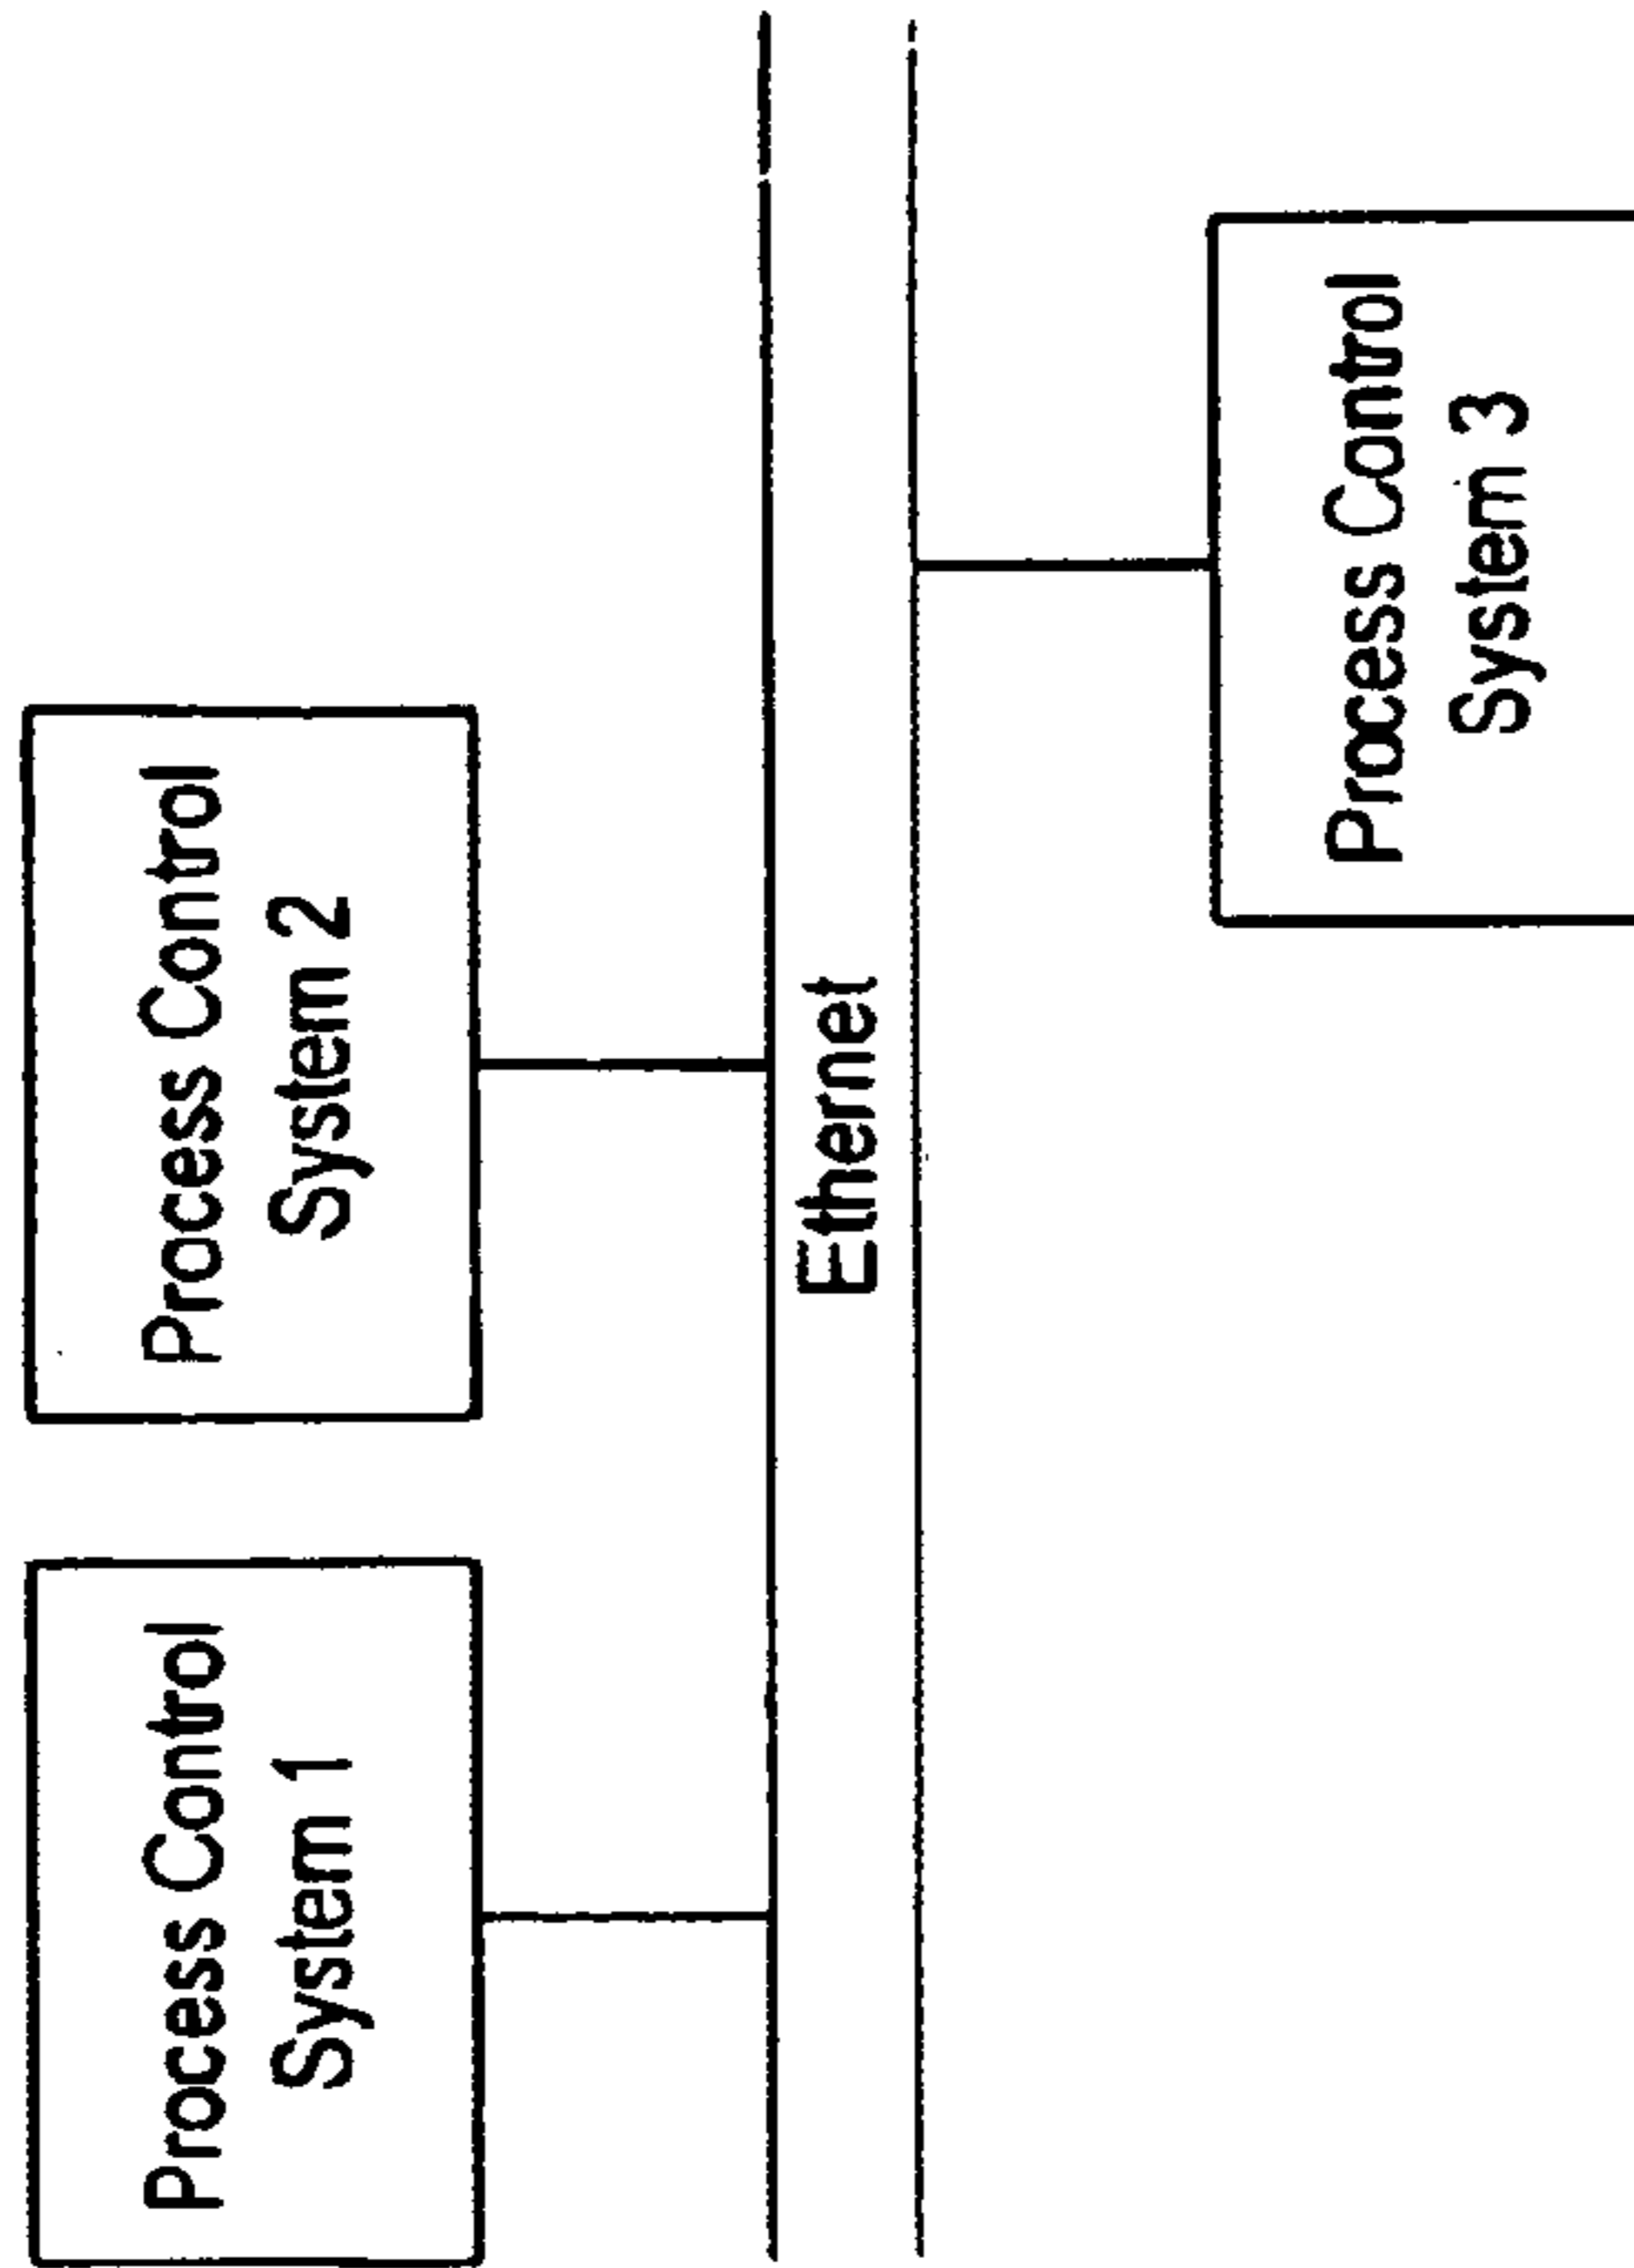 Process Control
System 1
Process Control
System 2
Ethernet
Process Control
System 3